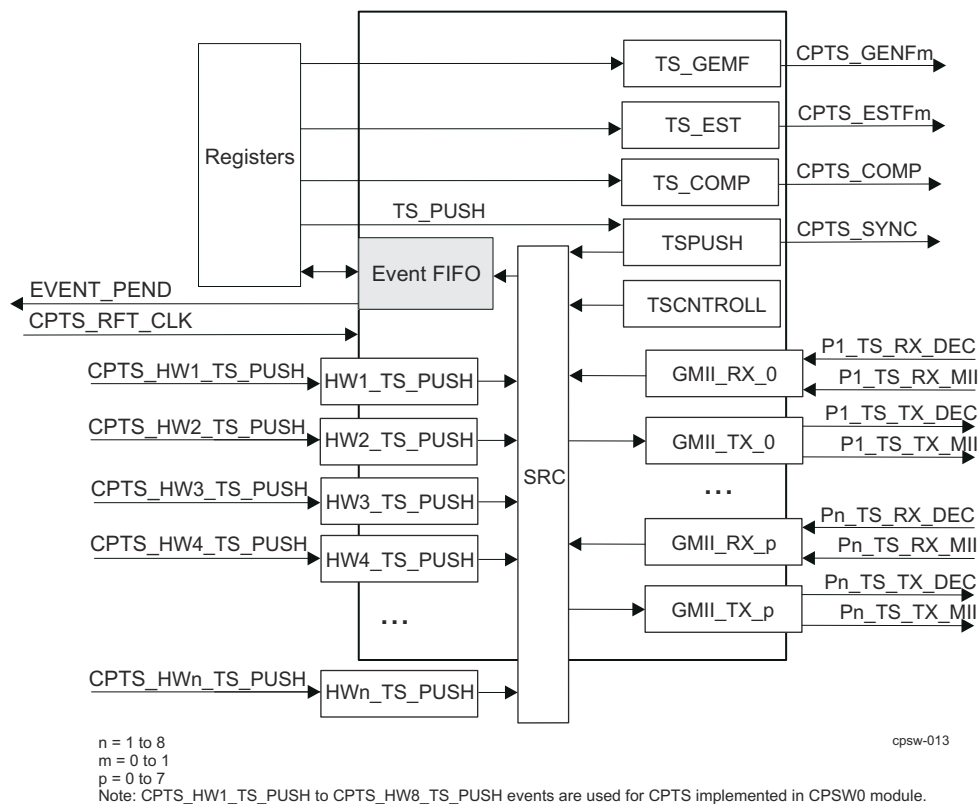 TS_GEMF
CPTS_GENFm
TS_EST
CPTS_ESTFm
Registers
TS_COMP
CPTS_COMP
TS_PUSH
TSPUSH
CPTS_SYNC
Event FIFO
EVENT_PEND
TSCNTROLL
CPTS_RFT_CLK
CPTS_HW1_TS_PUSH
HW1_TS_PUSH
GMII_RX_0
P1_TS_RX_DEC
P1_TS_RX_MII
CPTS_HW2_TS_PUSH
HW2_TS_PUSH
GMII_TX_0
P1_TS_TX_DEC
P1_TS_TX_MII
SRC
...
CPTS_HW3_TS_PUSH
HW3_TS_PUSH
CPTS_HW4_TS_PUSH
HW4_TS_PUSH
GMII_RX_p
Pn_TS_RX_DEC
Pn_TS_RX_MII
...
GMII_TX_p
Pn_TS_TX_DEC
Pn_TS_TX_MII
CPTS_HWn_TS_PUSH
HWn_TS_PUSH
n = 1 to 8
cpsw-013
m = 0 to 1
p = 0 to 7
Note: CPTS_HW1_TS_PUSH to CPTS_HW8_TS_PUSH events are used for CPTS implemented in CPSW0 module.